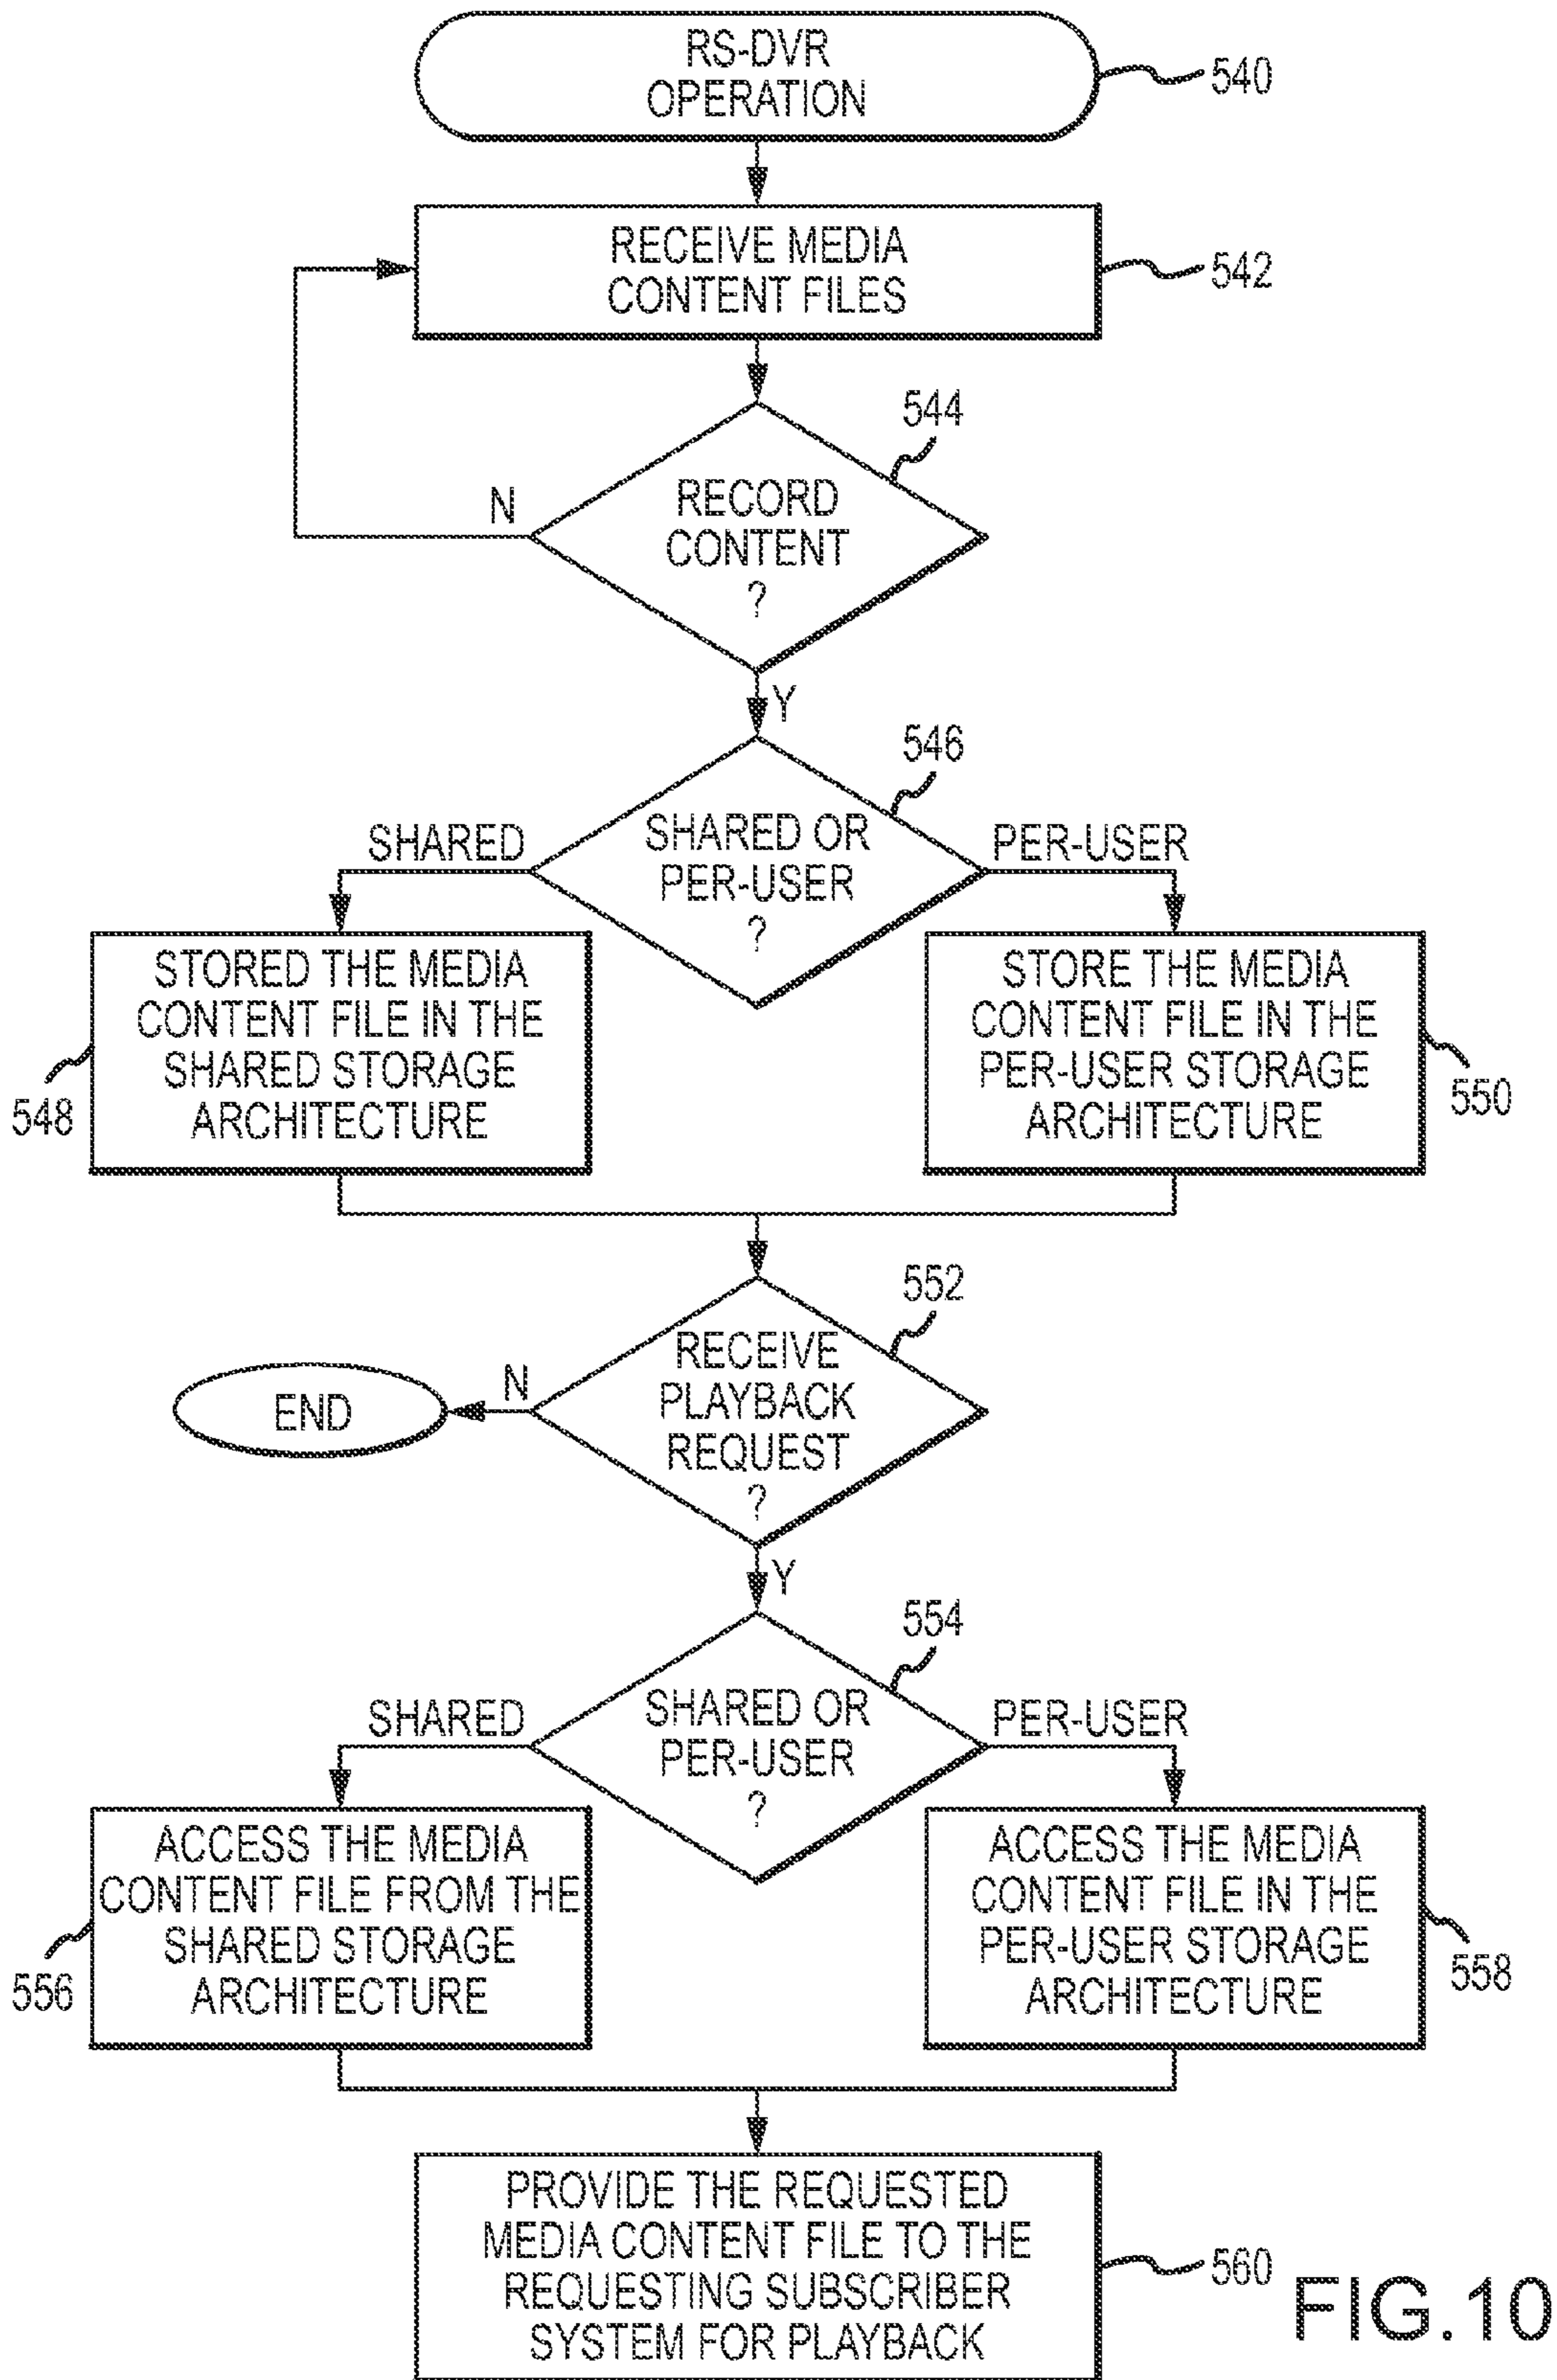 RS-DVR
OPERATION
540
RECEIVE MEDIA
CONTENT FILES
542
544
RECORD
CONTENT
?
N
Y
546
SHARED OR
PER-USER
?
SHARED
PER-USER
STORED THE MEDIA
CONTENT FILE IN THE
SHARED STORAGE
ARCHITECTURE
548
STORE THE MEDIA
CONTENT FILE IN THE
PER-USER STORAGE
ARCHITECTURE
550
552
RECEIVE
PLAYBACK
REQUEST
?
N
END
Y
554
SHARED OR
PER-USER
?
SHARED
PER-USER
ACCESS THE MEDIA
CONTENT FILE FROM THE
SHARED STORAGE
ARCHITECTURE
556
ACCESS THE MEDIA
CONTENT FILE IN THE
PER-USER STORAGE
ARCHITECTURE
558
PROVIDE THE REQUESTED
MEDIA CONTENT FILE TO THE
REQUESTING SUBSCRIBER
SYSTEM FOR PLAYBACK
560
FIG.10